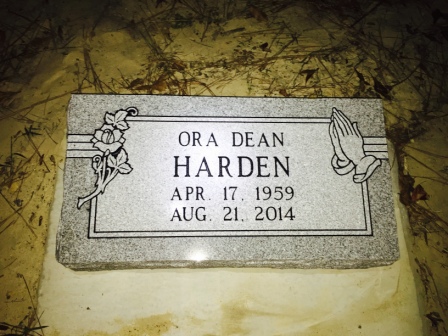 ORA DEAN
HARDEN
APR. 17, 1959
AUG. 21, 2014